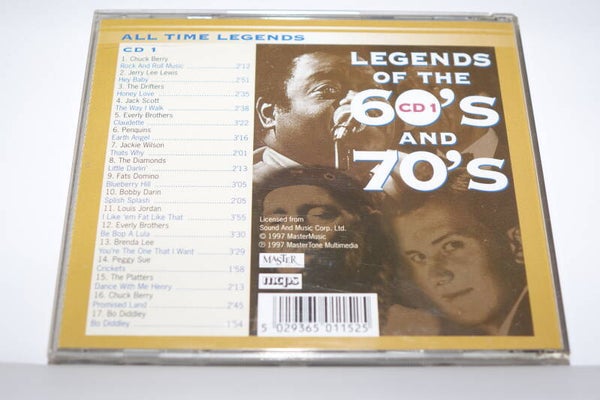 ALL TIME LEGENDS
CD 1
1. Chuck Berry
Rock And Roll Music 2'12
2. Jerry Lee Lewis
Hey Baby 2'51
3. The Drifters
Honey Love 2'35
4. Jack Scott
The Way I Walk 2'38
5. Everly Brothers
Claudette 2'22
6. Penquins
Earth Angel 3'16
7. Jackie Wilson
Thats Why 2'01
8. The Diamonds
Little Darlin' 2'13
9. Fats Domino
Blueberry Hill 3'05
10. Bobby Darin
Splish Splash 2'05
11. Louis Jordan
I Like 'em Fat Like That 3'55
12. Everly Brothers
Be Bop A Lula 3'30
13. Brenda Lee
You're The One That I Want 3'29
14. Peggy Sue
Crickets 1'58
15. The Platters
Dance With Me Henry 2'13
16. Chuck Berry
Promised Land 2'45
17. Bo Diddley
Bo Diddley 1'54
LEGENDS
OF THE
60'S
CD 1
AND
70'S
Licensed from
Sound And Music Corp. Ltd.
© 1997 MasterMusic
℗ 1997 MasterTone Multimedia
MASTER
mcps
5 029365 011525